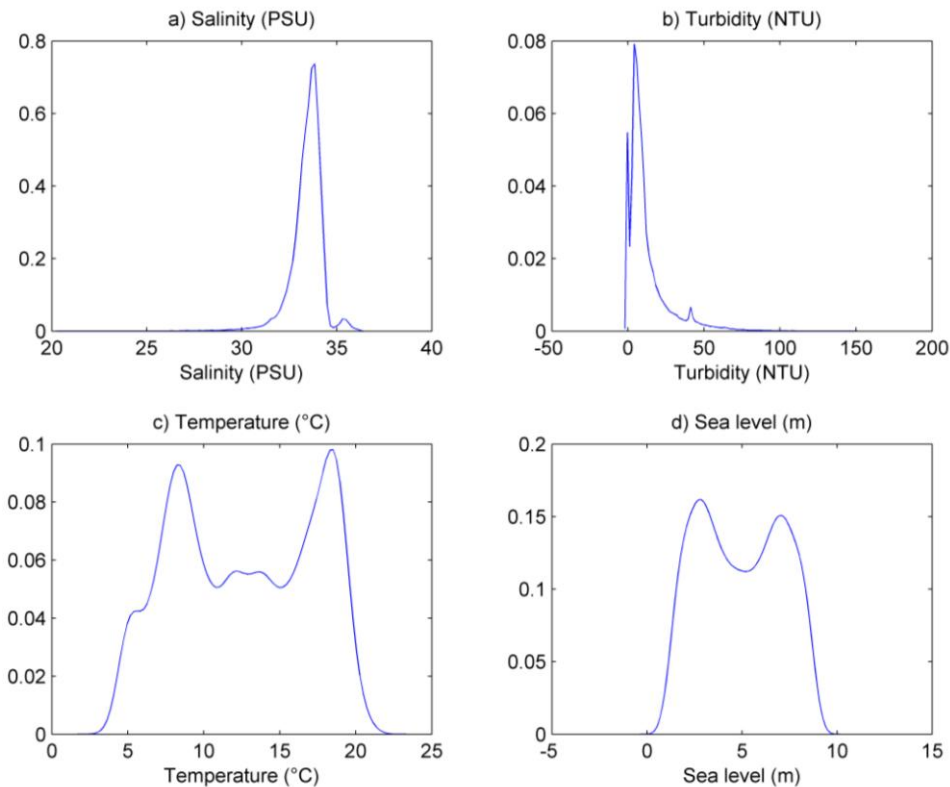 a) Salinity (PSU)
0.8
0.6
0.4
0.2
0
20 25 30 35 40
Salinity (PSU)
b) Turbidity (NTU)
0.08
0.06
0.04
0.02
0
-50 0 50 100 150 200
Turbidity (NTU)
c) Temperature (°C)
0.1
0.08
0.06
0.04
0.02
0
0 5 10 15 20 25
Temperature (°C)
d) Sea level (m)
0.2
0.15
0.1
0.05
0
-5 0 5 10 15
Sea level (m)